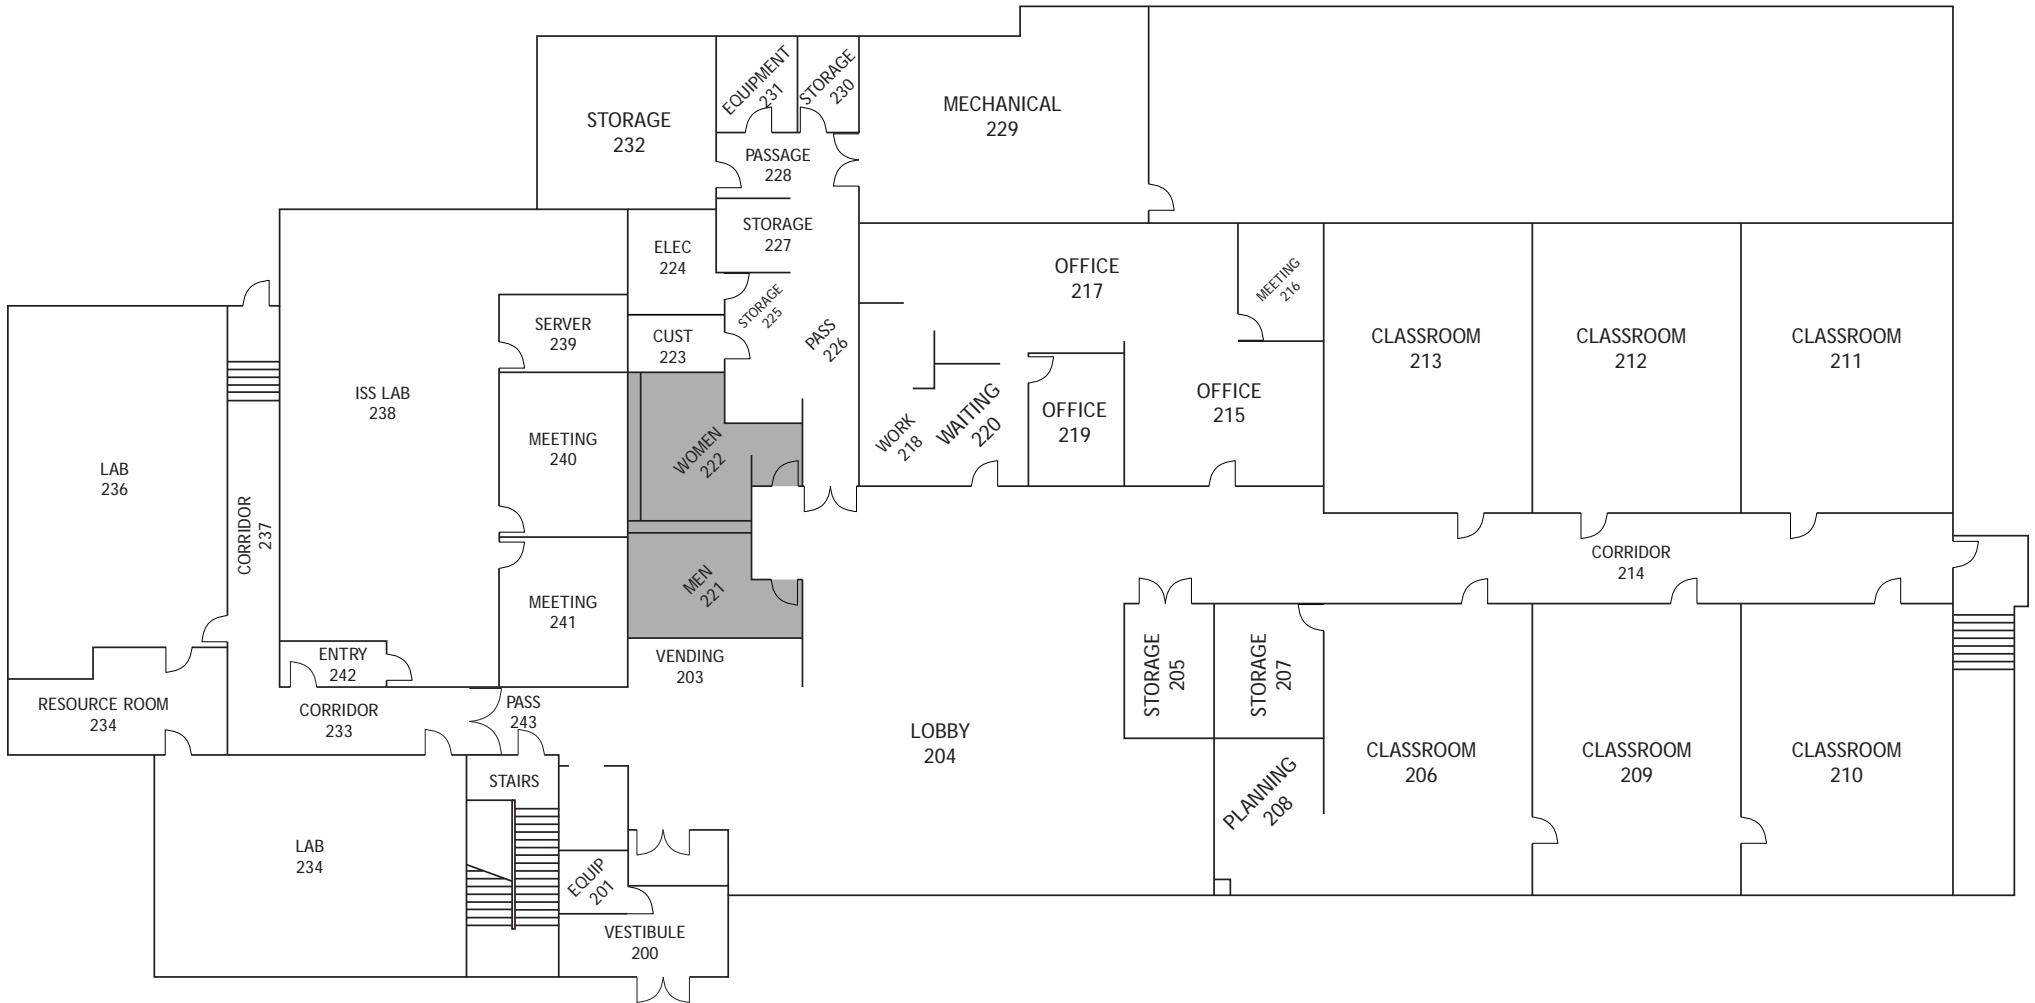 EQUIPMENT
231
STORAGE
230
STORAGE
232
MECHANICAL
229
PASSAGE
228
STORAGE
227
ELEC
224
OFFICE
217
MEETING
216
STORAGE
225
SERVER
239
CUST
223
PASS
226
CLASSROOM
213
CLASSROOM
212
CLASSROOM
211
ISS LAB
238
OFFICE
215
WORK
218
WAITING
220
OFFICE
219
MEETING
240
WOMEN
222
LAB
236
CORRIDOR
237
CORRIDOR
214
MEN
221
MEETING
241
ENTRY
242
VENDING
203
STORAGE
205
STORAGE
207
RESOURCE ROOM
234
CORRIDOR
233
PASS
243
LOBBY
204
CLASSROOM
206
CLASSROOM
209
CLASSROOM
210
STAIRS
PLANNING
208
LAB
234
EQUIP
201
VESTIBULE
200